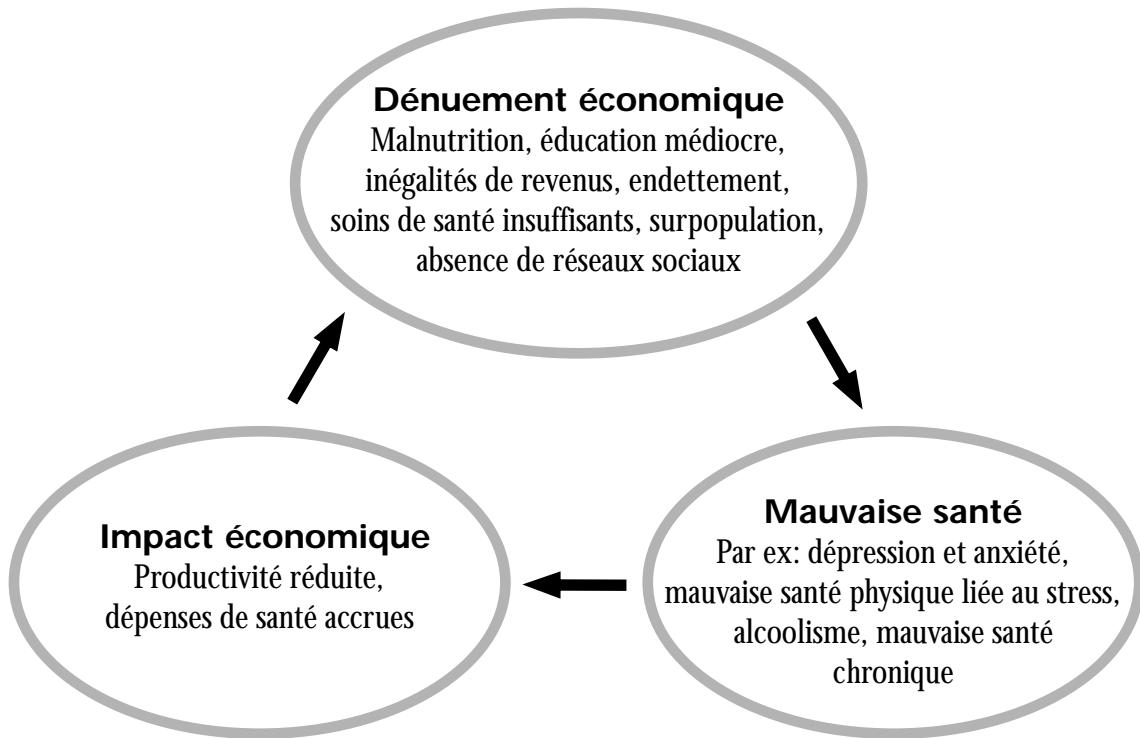 Dénuement économique
Malnutrition, éducation médiocre,
inégalités de revenus, endettement,
soins de santé insuffisants, surpopulation,
absence de réseaux sociaux
Impact économique
Productivité réduite,
dépenses de santé accrues
Mauvaise santé
Par ex: dépression et anxiété,
mauvaise santé physique liée au stress,
alcoolisme, mauvaise santé
chronique